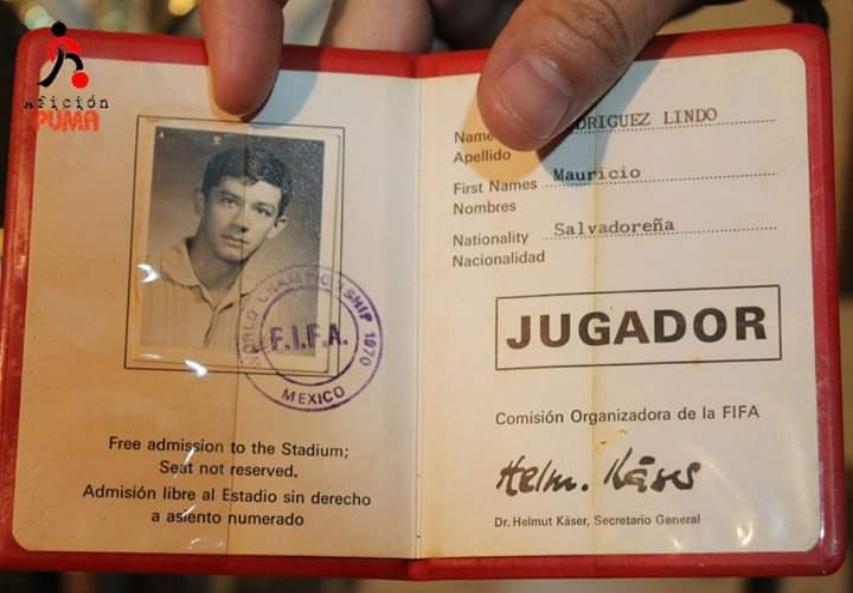 Afición
PUMA
WORLD CHAMPIONSHIP 1970
F.I.F.A.
MEXICO
Free admission to the Stadium;
Seat not reserved.
Admisión libre al Estadio sin derecho
a asiento numerado
Name DRIGUEZ LINDO
Apellido
First Names Mauricio
Nombres
Nationality Salvadoreña
Nacionalidad
JUGADOR
Comisión Organizadora de la FIFA
Helm. Käser
Dr. Helmut Käser, Secretario General